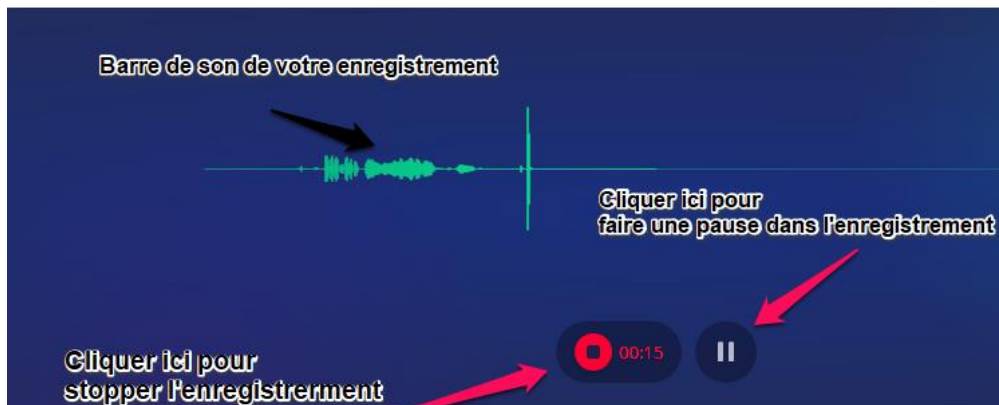 Barre de son de votre enregistrement
Cliquer ici pour
faire une pause dans l'enregistrement
00:15
Cliquer ici pour
stopper l'enregistrerment